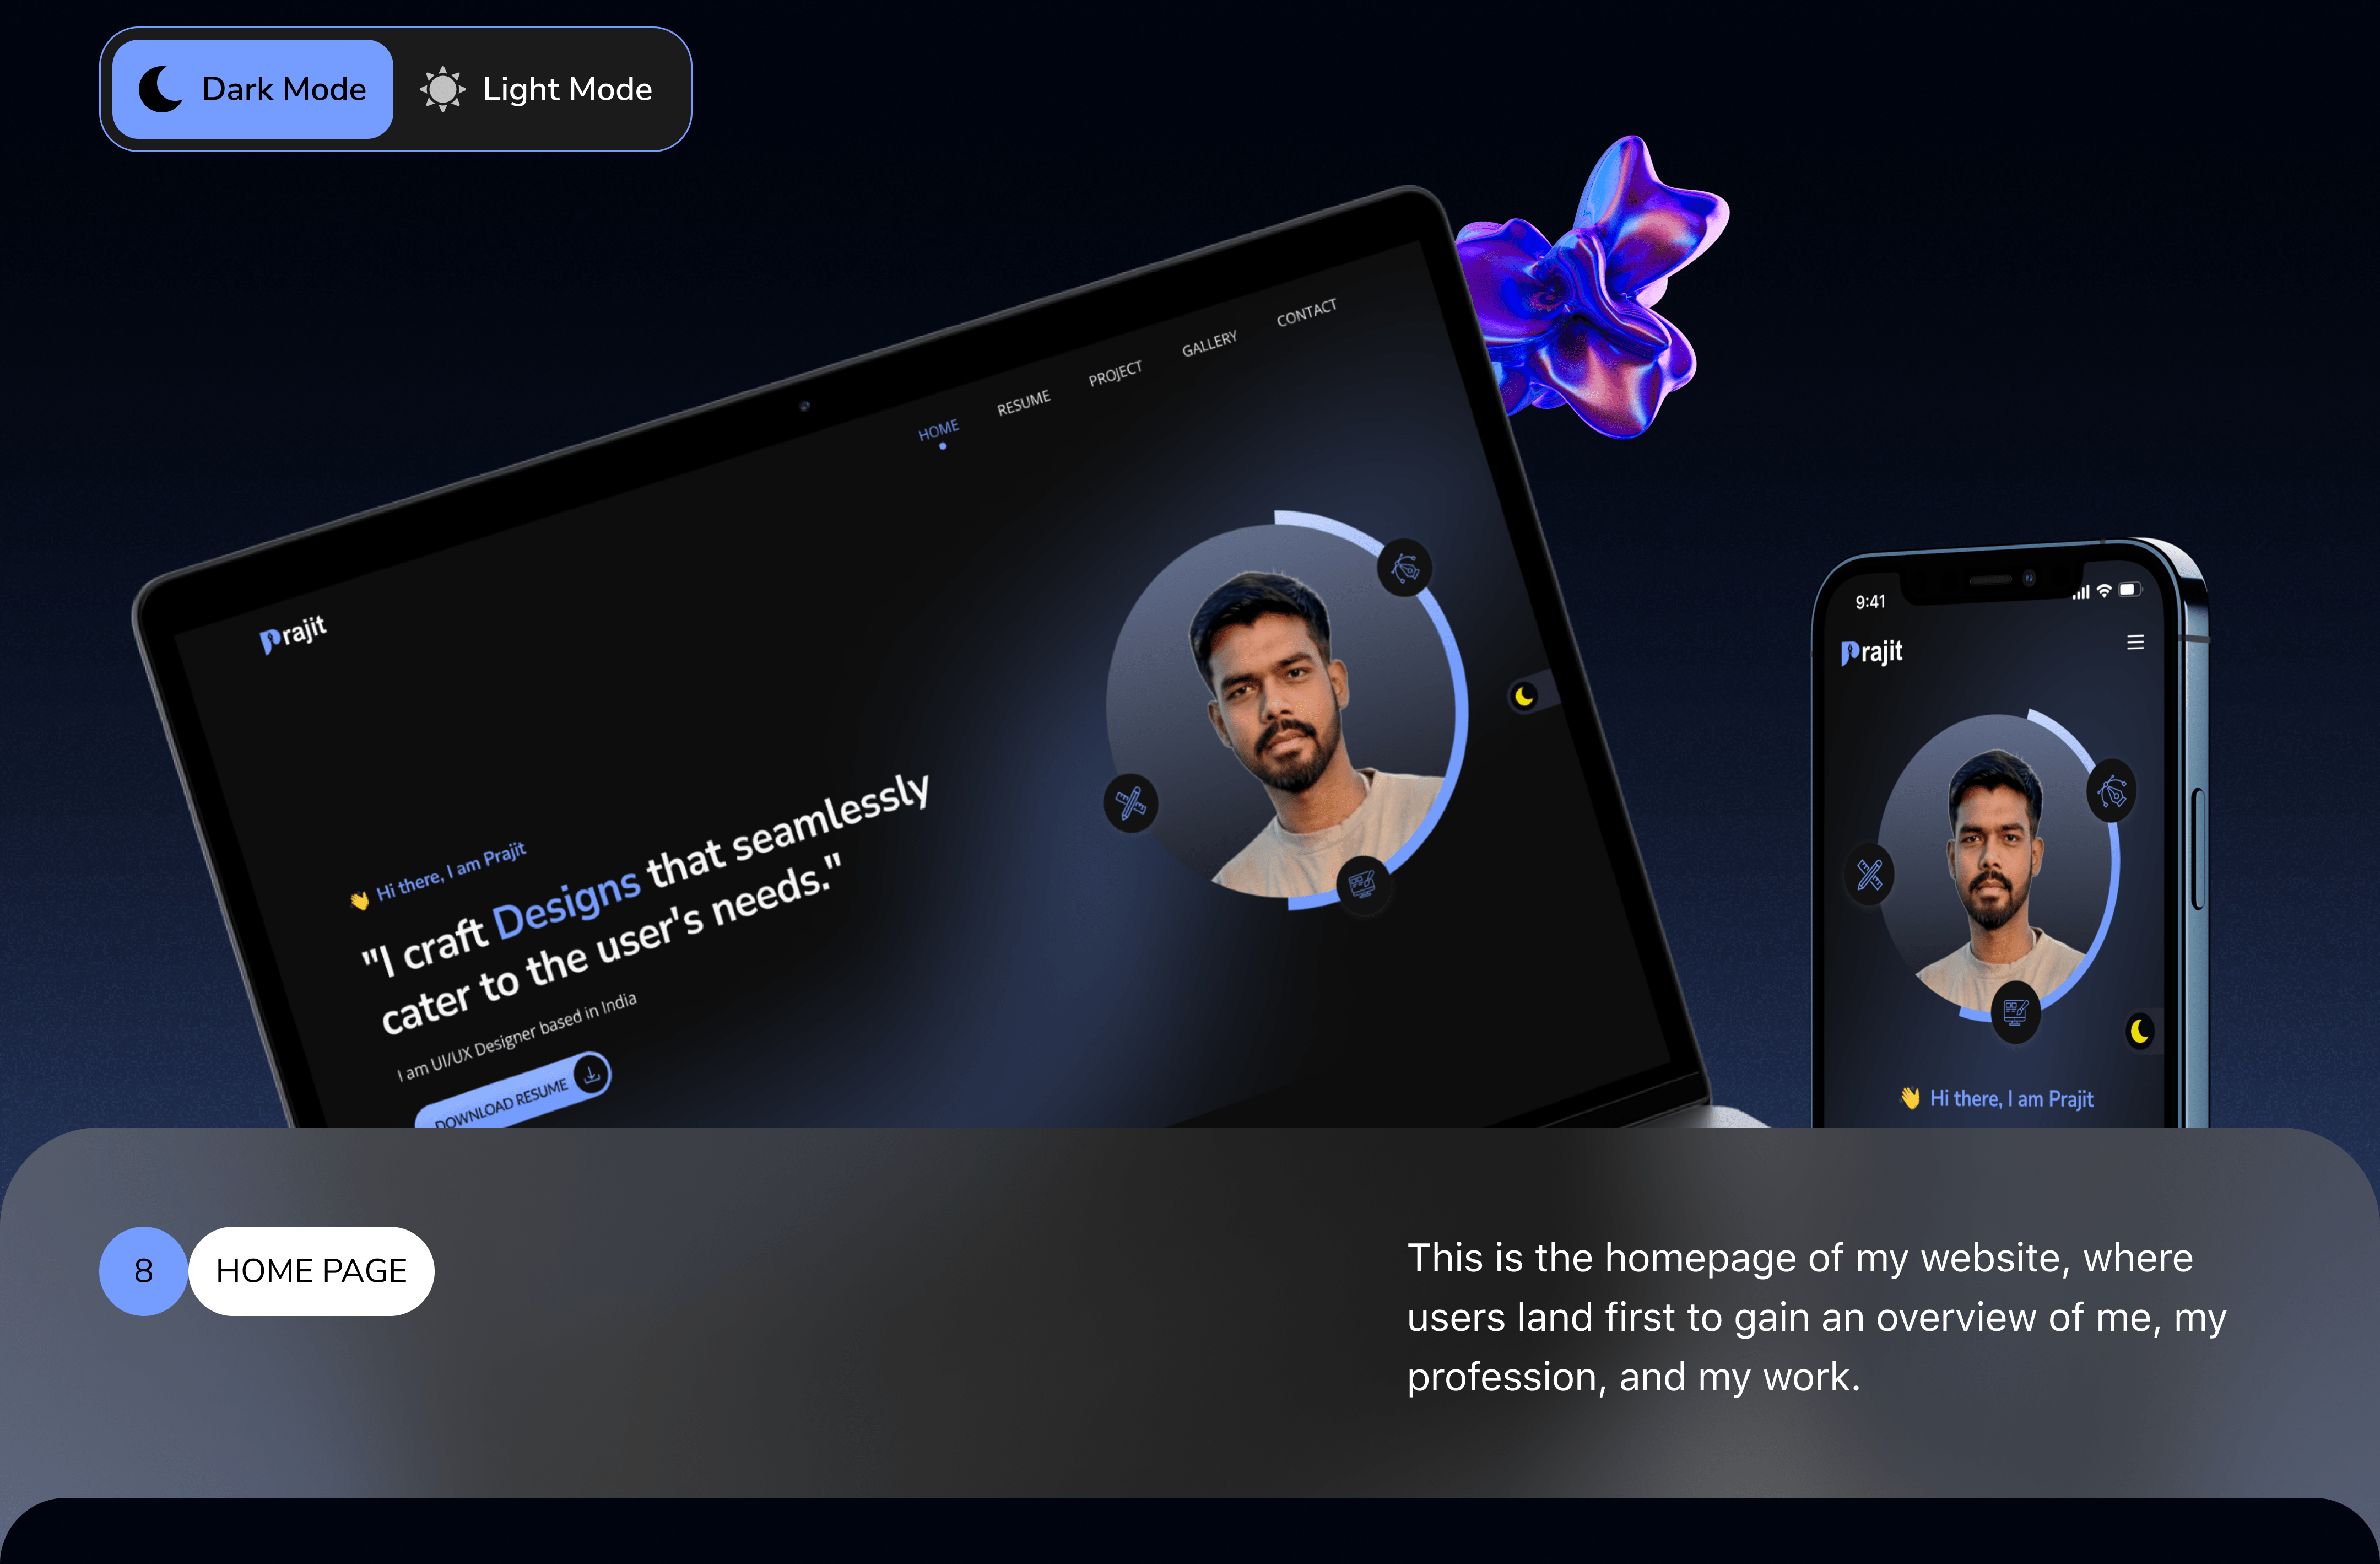 Dark Mode
Light Mode
HOME
RESUME
PROJECT
GALLERY
CONTACT
Prajit
👋 Hi there, I am Prajit
"I craft Designs that seamlessly
cater to the user's needs."
I am UI/UX Designer based in India
DOWNLOAD RESUME
9:41
Prajit
👋 Hi there, I am Prajit
8
HOME PAGE
This is the homepage of my website, where
users land first to gain an overview of me, my
profession, and my work.